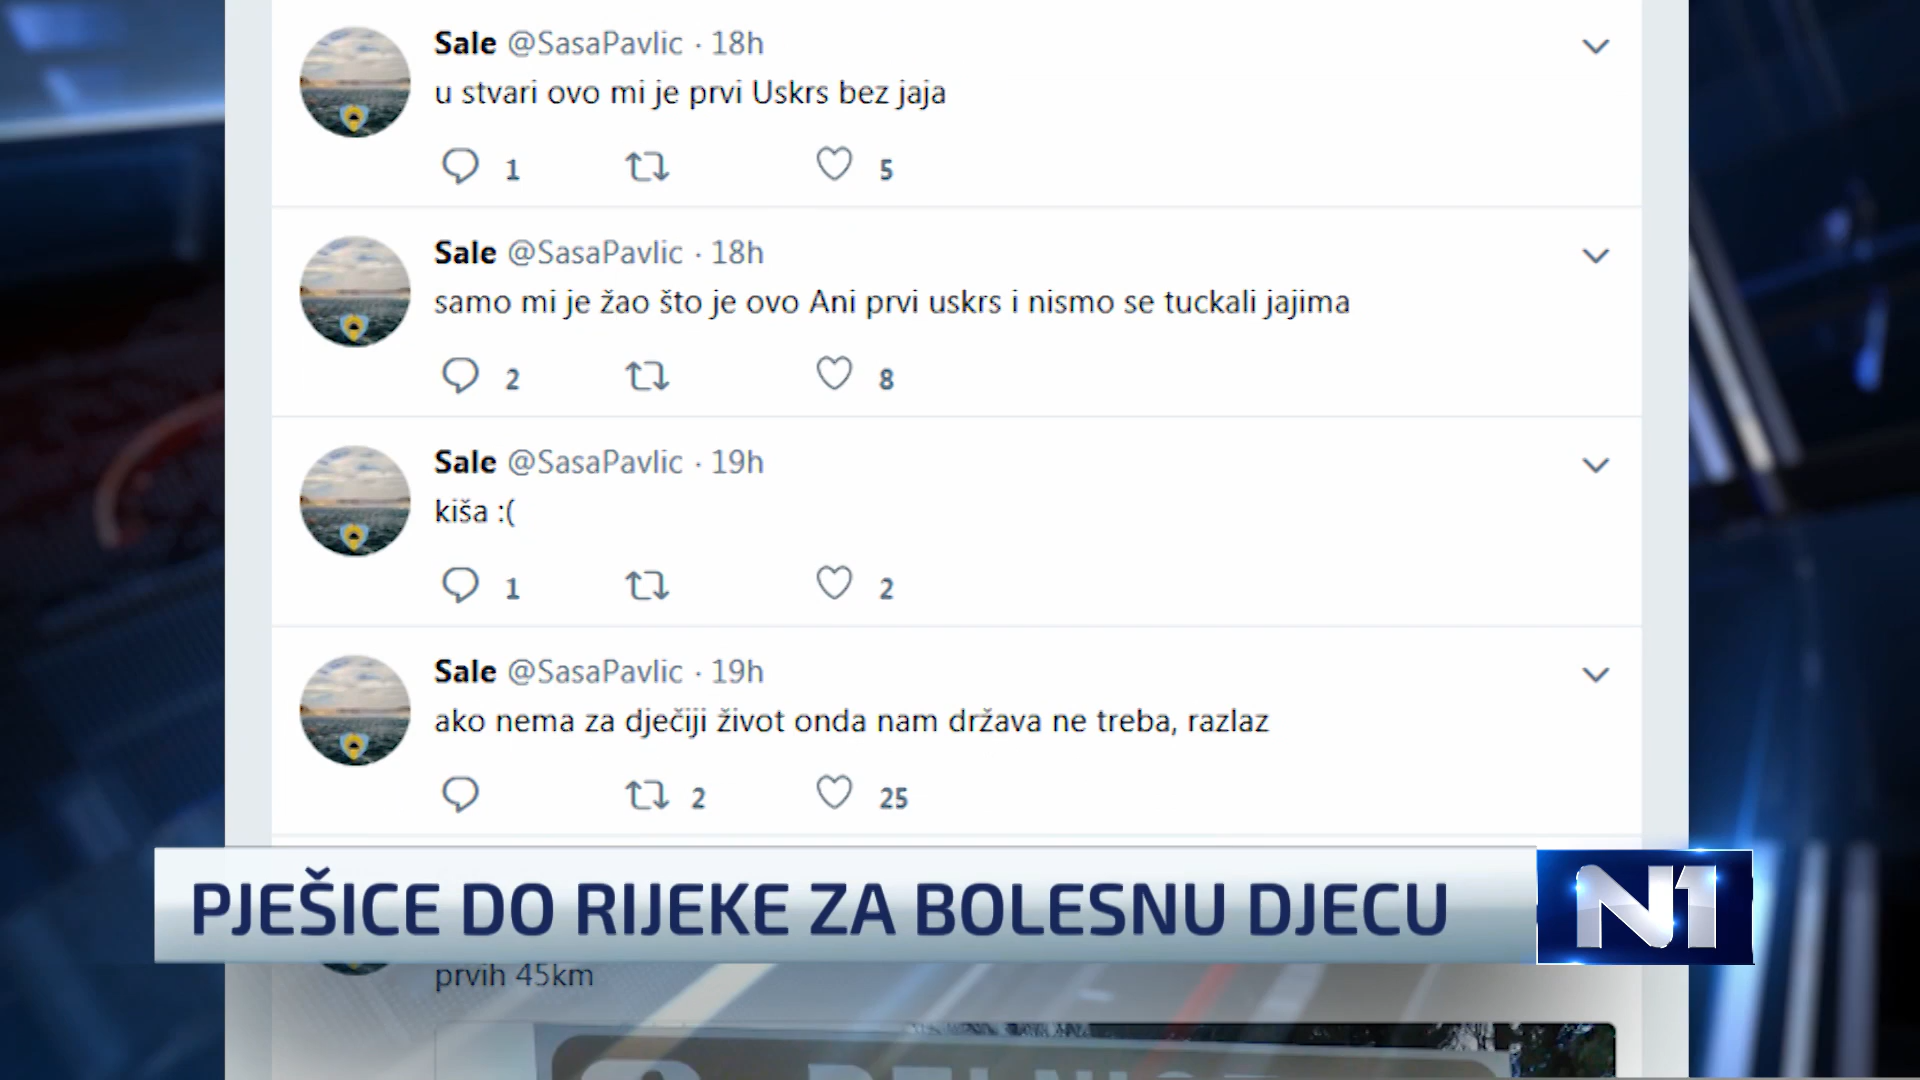 Sale @SasaPavlic · 18h
u stvari ovo mi je prvi Uskrs bez jaja
1 5
Sale @SasaPavlic · 18h
samo mi je žao što je ovo Ani prvi uskrs i nismo se tuckali jajima
2 8
Sale @SasaPavlic · 19h
kiša :(
1 2
Sale @SasaPavlic · 19h
ako nema za dječiji život onda nam država ne treba, razlaz
2 25
PJEŠICE DO RIJEKE ZA BOLESNU DJECU
N1
prvih 45km